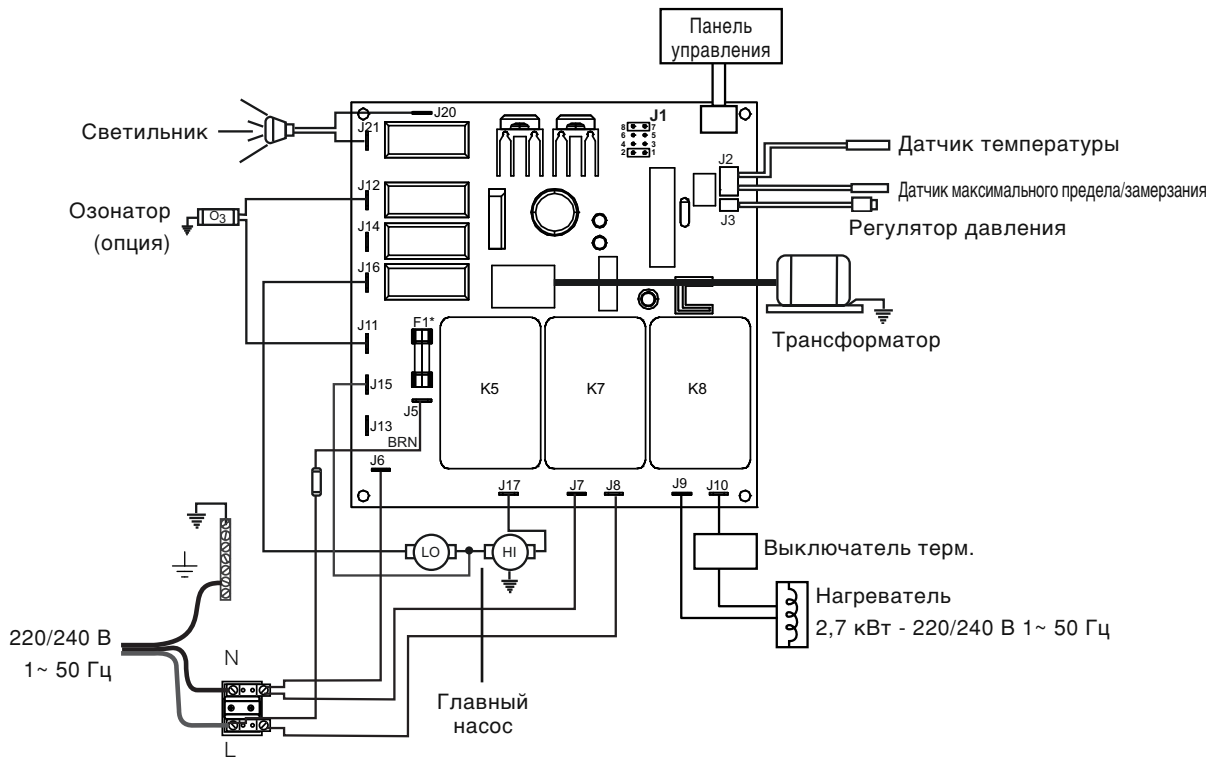 Панель
управления
J20
J1
Светильник
J21
8 7
6 5
4 3
2 1
J2
Датчик температуры
J12
Датчик максимального предела/замерзания
Озонатор
(опция)
O3
J3
Регулятор давления
J14
J16
F1*
J11
Трансформатор
J15
K5
K7
K8
J5
J13
BRN
J6
J17
J7
J8
J9
J10
LO
HI
Выключатель терм.
Нагреватель
2,7 кВт - 220/240 В 1~ 50 Гц
220/240 В
1~ 50 Гц
N
Главный
насос
L